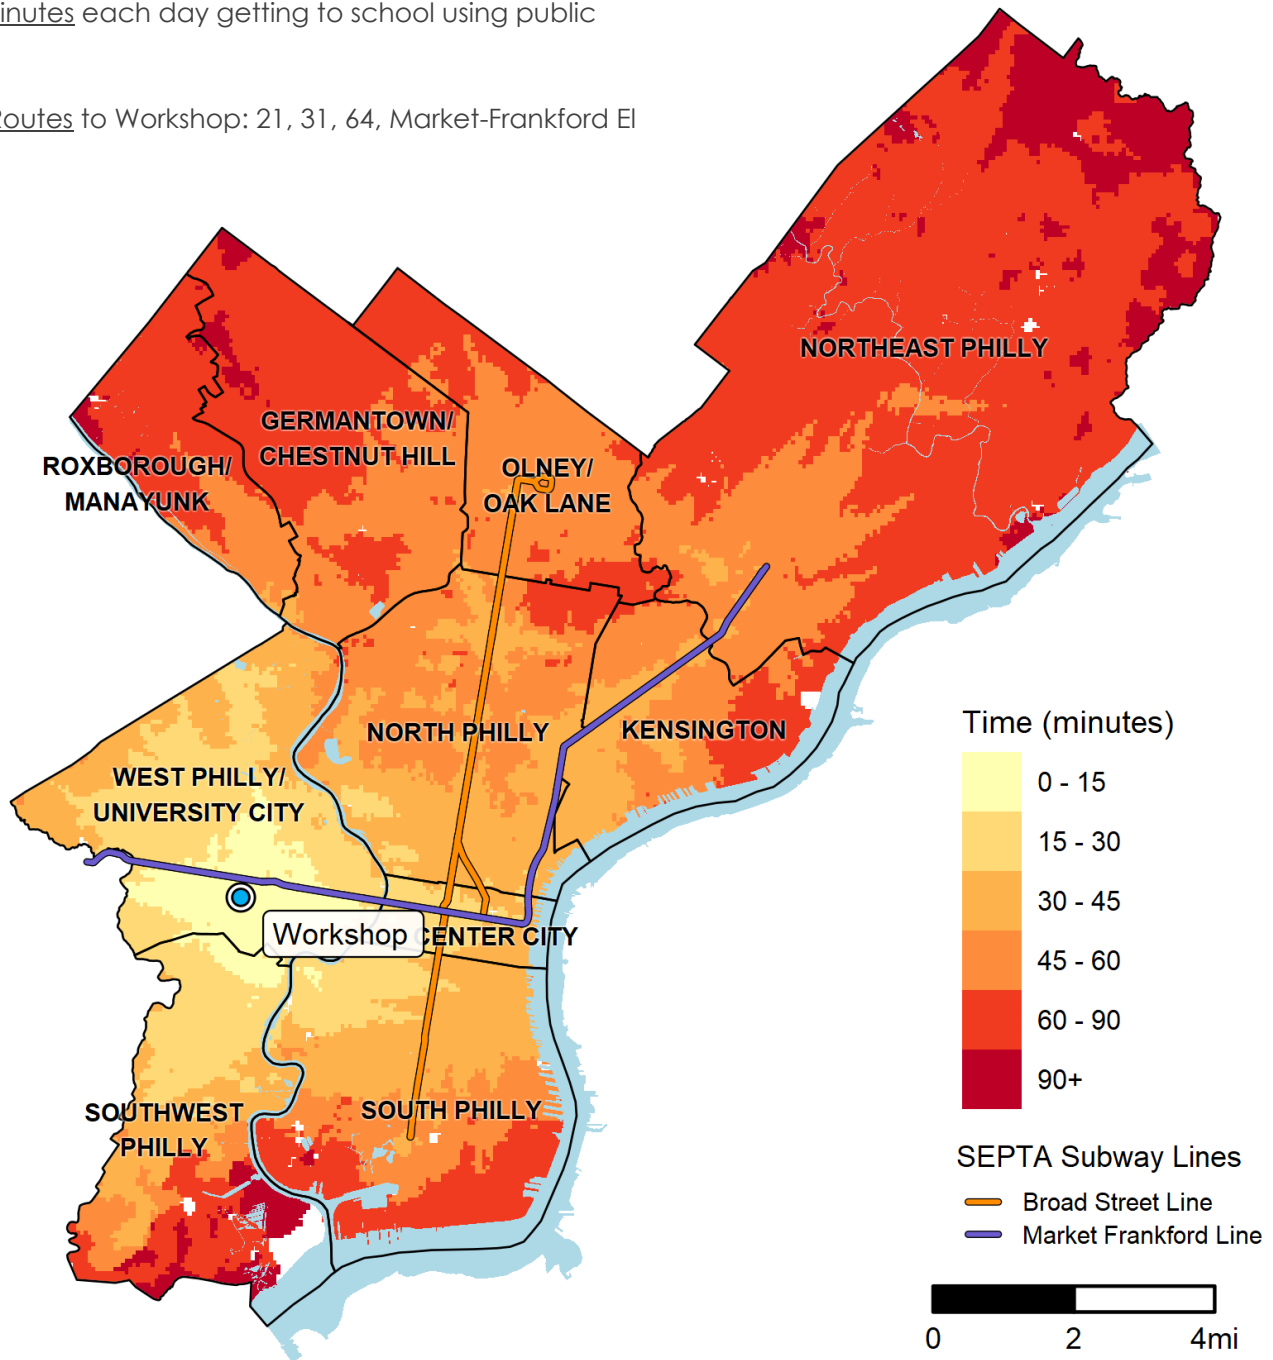 inutes each day getting to school using public
Routes to Workshop: 21, 31, 64, Market-Frankford El
NORTHEAST PHILLY
GERMANTOWN/
CHESTNUT HILL
ROXBOROUGH/
MANAYUNK
OLNEY/
OAK LANE
NORTH PHILLY
KENSINGTON
WEST PHILLY/
UNIVERSITY CITY
Workshop
CENTER CITY
SOUTHWEST
PHILLY
SOUTH PHILLY
Time (minutes)
0 - 15
15 - 30
30 - 45
45 - 60
60 - 90
90+
SEPTA Subway Lines
Broad Street Line
Market Frankford Line
0 2 4mi